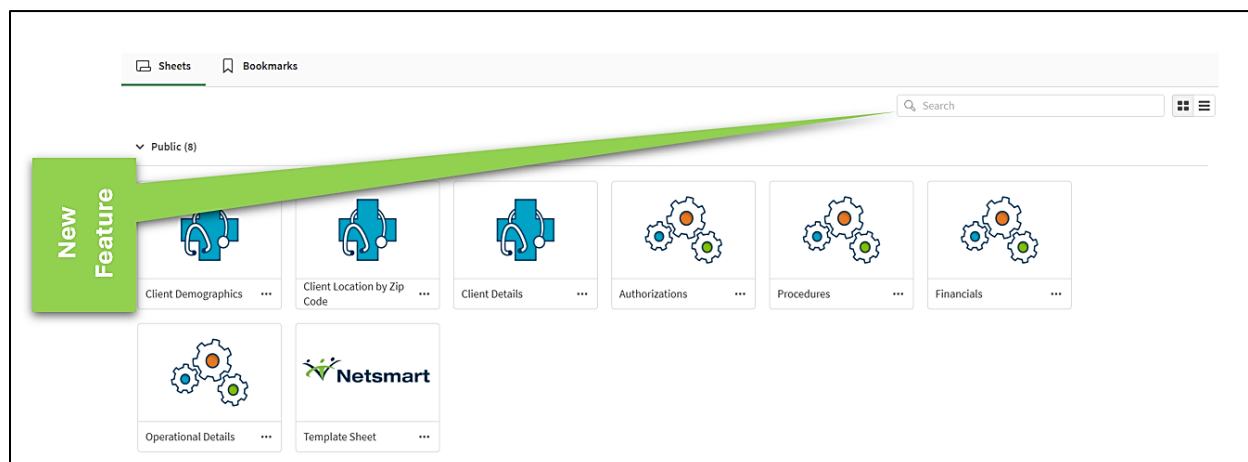 Sheets
Bookmarks
Search
Public (8)
New
Feature
Client Demographics
Client Location by Zip
Code
Client Details
Authorizations
Procedures
Financials
Netsmart
Operational Details
Template Sheet